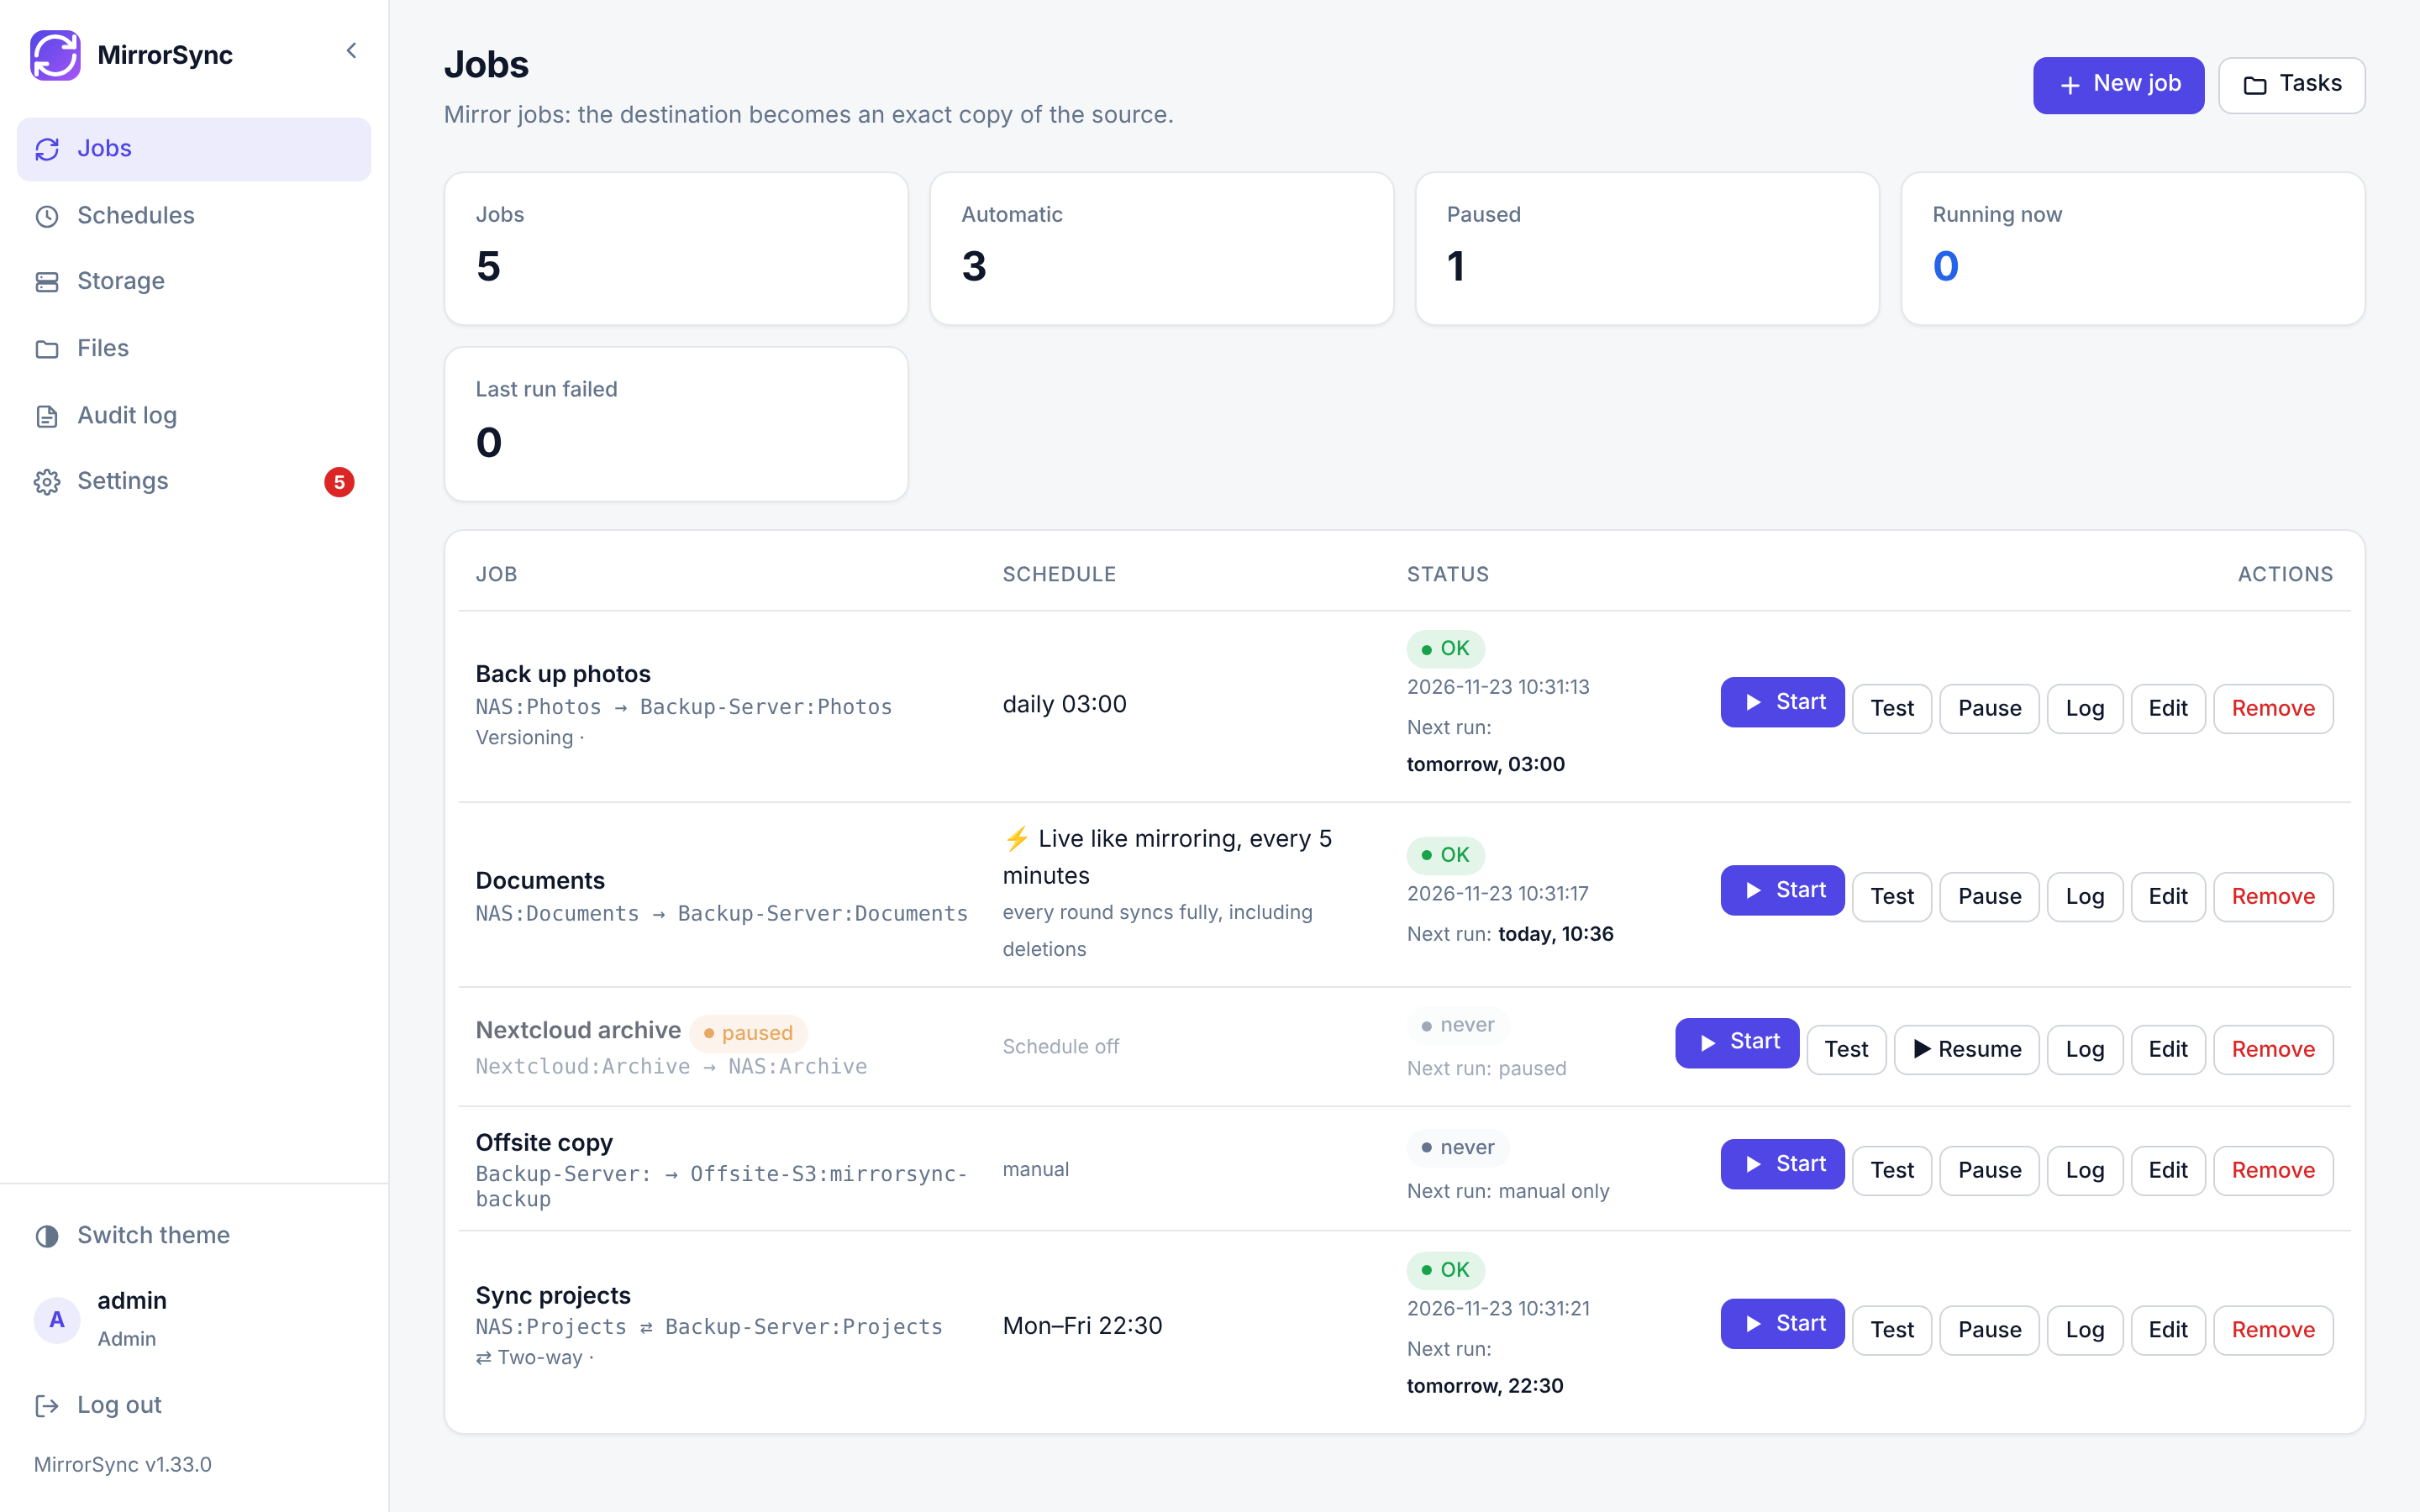 MirrorSync
Jobs
Schedules
Storage
Files
Audit log
Settings
5
Switch theme
A
admin
Admin
Log out
MirrorSync v1.33.0
Jobs
Mirror jobs: the destination becomes an exact copy of the source.
New job
Tasks
Jobs
5
Automatic
3
Paused
1
Running now
0
Last run failed
0
JOB SCHEDULE STATUS ACTIONS
Back up photos
NAS:Photos → Backup-Server:Photos
Versioning ·
daily 03:00
OK
2026-11-23 10:31:13
Next run:
tomorrow, 03:00
Start Test Pause Log Edit Remove
Documents
NAS:Documents → Backup-Server:Documents
⚡ Live like mirroring, every 5
minutes
every round syncs fully, including
deletions
OK
2026-11-23 10:31:17
Next run: today, 10:36
Start Test Pause Log Edit Remove
Nextcloud archive paused
Nextcloud:Archive → NAS:Archive
Schedule off
never
Next run: paused
Start Test ▶ Resume Log Edit Remove
Offsite copy
Backup-Server: → Offsite-S3:mirrorsync-
backup
manual
never
Next run: manual only
Start Test Pause Log Edit Remove
Sync projects
NAS:Projects ⇄ Backup-Server:Projects
⇄ Two-way ·
Mon–Fri 22:30
OK
2026-11-23 10:31:21
Next run:
tomorrow, 22:30
Start Test Pause Log Edit Remove